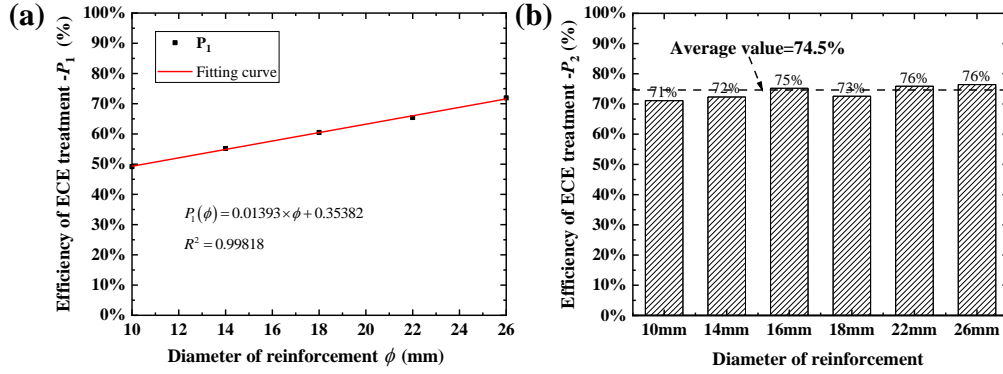 (a)
Efficiency of ECE treatment -P₁ (%)
100%
90%
80%
70%
60%
50%
40%
30%
20%
10%
0%
P₁
Fitting curve
P₁(ϕ)=0.01393×ϕ+0.35382
R²=0.99818
10 12 14 16 18 20 22 24 26
Diameter of reinforcement ϕ (mm)
(b)
Efficiency of ECE treatment -P₂ (%)
100%
90%
80%
70%
60%
50%
40%
30%
20%
10%
0%
Average value=74.5%
71% 72% 75% 73% 76% 76%
10mm 14mm 16mm 18mm 22mm 26mm
Diameter of reinforcement